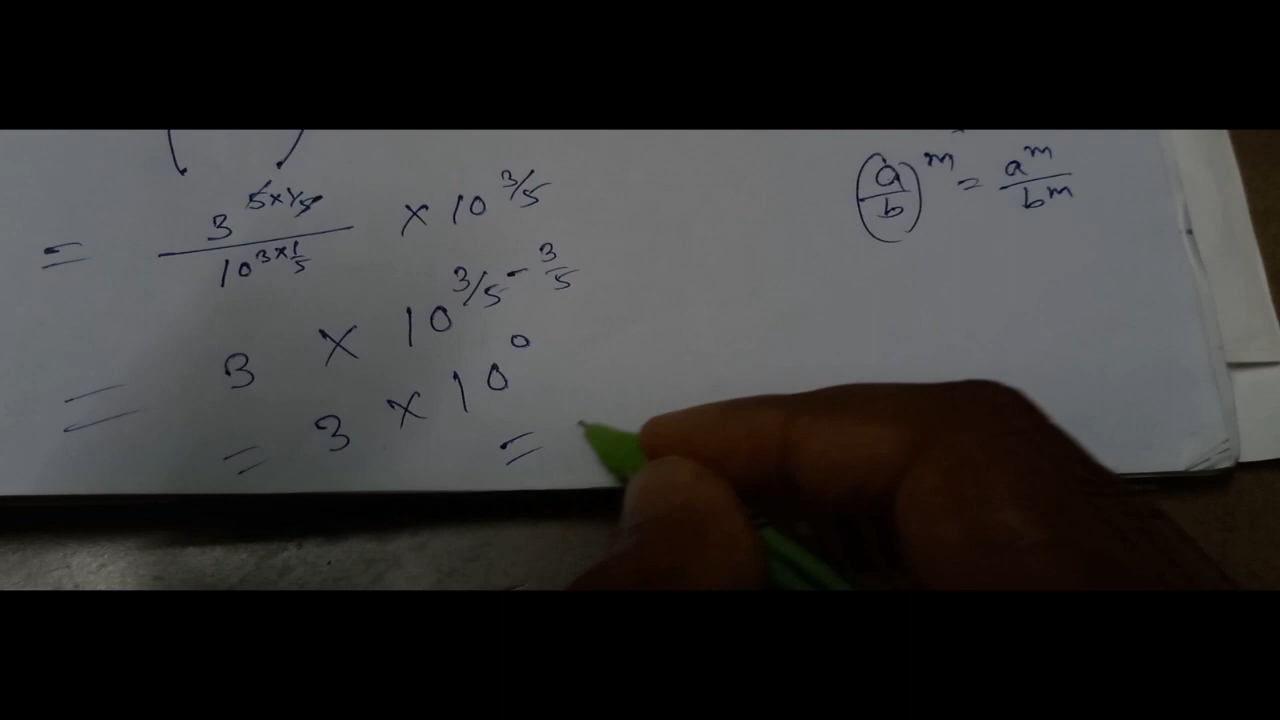 = 3^{5×1/5} / 10^{3×1/5} × 10^{3/5}
= 3 × 10^{3/5 - 3/5}
= 3 × 10^0
=
(a/b)^m = a^m / b^m